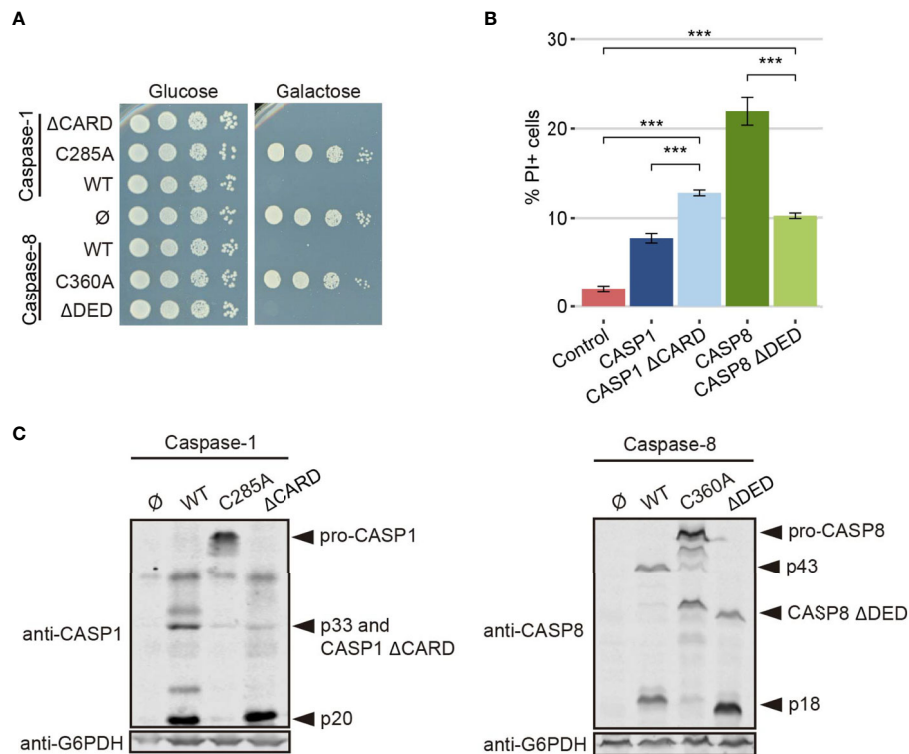 A
Glucose
Galactose
Caspase-1
ΔCARD
C285A
WT
Ø
Caspase-8
WT
C360A
ΔDED
B
% PI+ cells
30
20
10
0
***
***
***
***
Control
CASP1
CASP1 ΔCARD
CASP8
CASP8 ΔDED
C
Caspase-1
Ø WT C285A ΔCARD
pro-CASP1
anti-CASP1
p33 and
CASP1 ΔCARD
p20
anti-G6PDH
Caspase-8
Ø WT C360A ΔDED
pro-CASP8
p43
CASP8 ΔDED
anti-CASP8
p18
anti-G6PDH